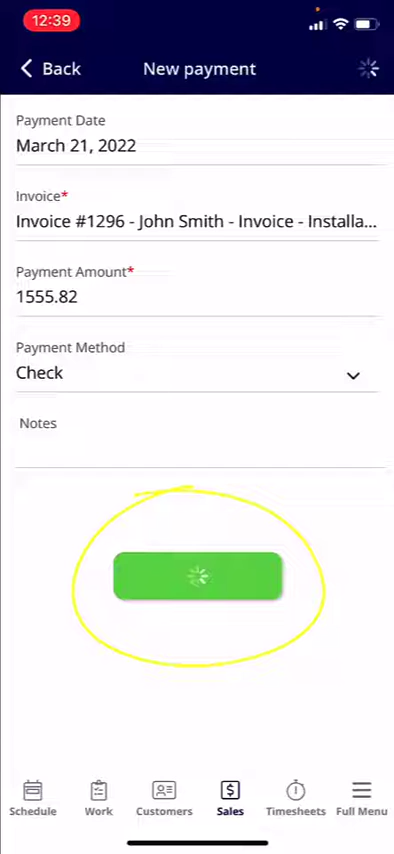 12:39
Back New payment
Payment Date
March 21, 2022
Invoice*
Invoice #1296 - John Smith - Invoice - Installa...
Payment Amount*
1555.82
Payment Method
Check
Notes
Schedule Work Customers Sales Timesheets Full Menu